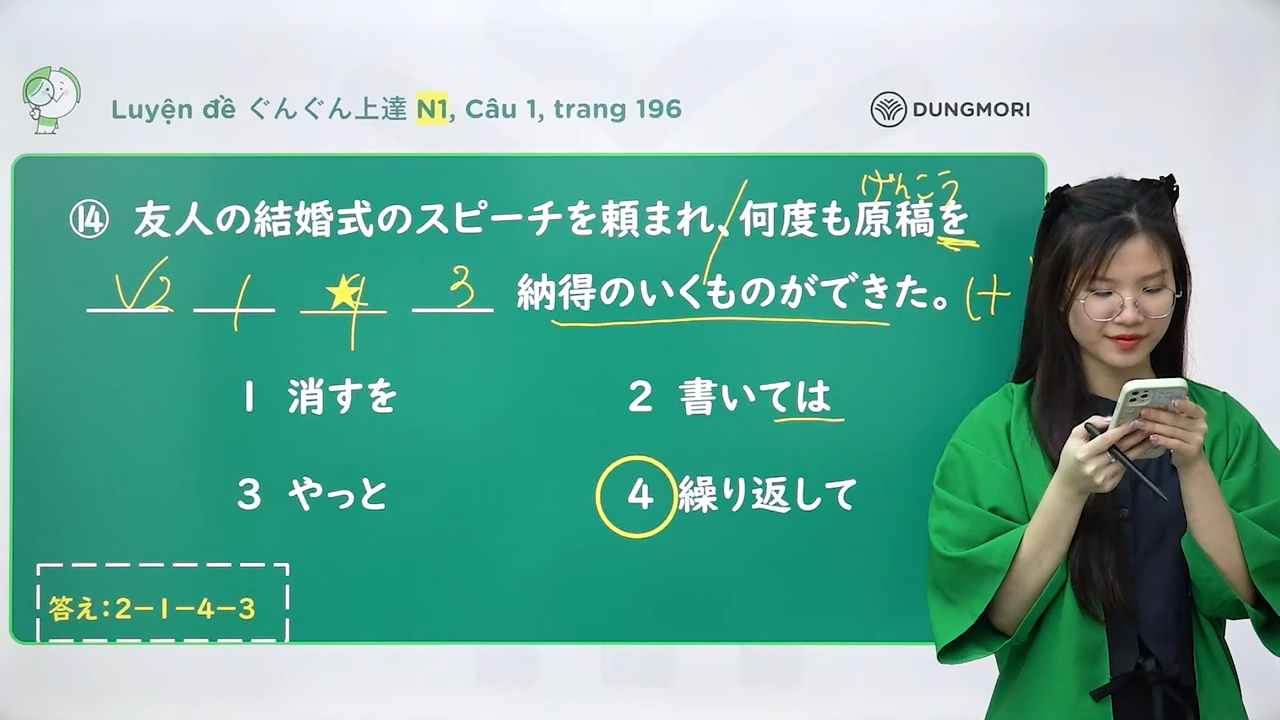 Luyện đề ぐんぐん上達 N1, Câu 1, trang 196
DUNGMORI
げんこう
⑭ 友人の結婚式のスピーチを頼まれ、何度も原稿を
2 1 4 3 納得のいくものができた。(+
1 消すを
2 書いては
3 やっと
4 繰り返して
答え：2－1－4－3